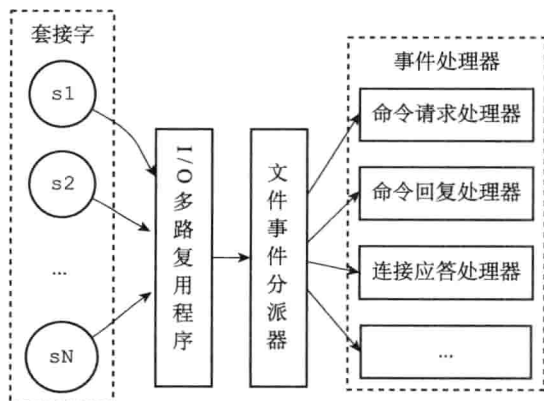 套接字
s1
s2
...
sN
I/O多路复用程序
文件事件分派器
事件处理器
命令请求处理器
命令回复处理器
连接应答处理器
...